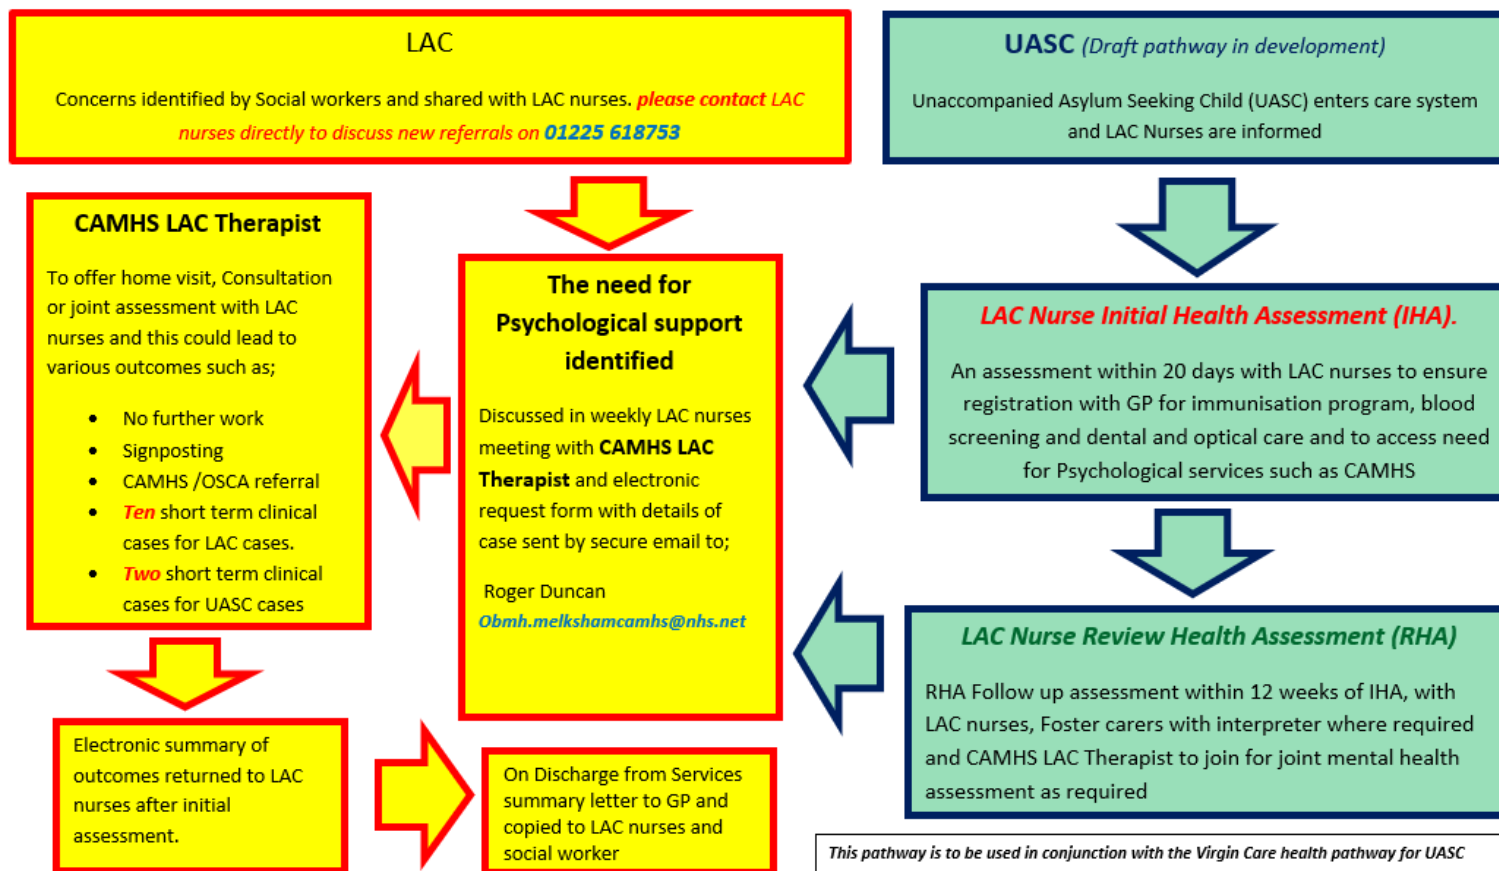 LAC
Concerns identified by Social workers and shared with LAC nurses. please contact LAC
nurses directly to discuss new referrals on 01225 618753
UASC (Draft pathway in development)
Unaccompanied Asylum Seeking Child (UASC) enters care system
and LAC Nurses are informed
CAMHS LAC Therapist
To offer home visit, Consultation
or joint assessment with LAC
nurses and this could lead to
various outcomes such as;
• No further work
• Signposting
• CAMHS /OSCA referral
• Ten short term clinical
cases for LAC cases.
• Two short term clinical
cases for UASC cases
The need for
Psychological support
identified
Discussed in weekly LAC nurses
meeting with CAMHS LAC
Therapist and electronic
request form with details of
case sent by secure email to;
Roger Duncan
Obmh.melkshamcamhs@nhs.net
LAC Nurse Initial Health Assessment (IHA).
An assessment within 20 days with LAC nurses to ensure
registration with GP for immunisation program, blood
screening and dental and optical care and to access need
for Psychological services such as CAMHS
LAC Nurse Review Health Assessment (RHA)
RHA Follow up assessment within 12 weeks of IHA, with
LAC nurses, Foster carers with interpreter where required
and CAMHS LAC Therapist to join for joint mental health
assessment as required
Electronic summary of
outcomes returned to LAC
nurses after initial
assessment.
On Discharge from Services
summary letter to GP and
copied to LAC nurses and
social worker
This pathway is to be used in conjunction with the Virgin Care health pathway for UASC